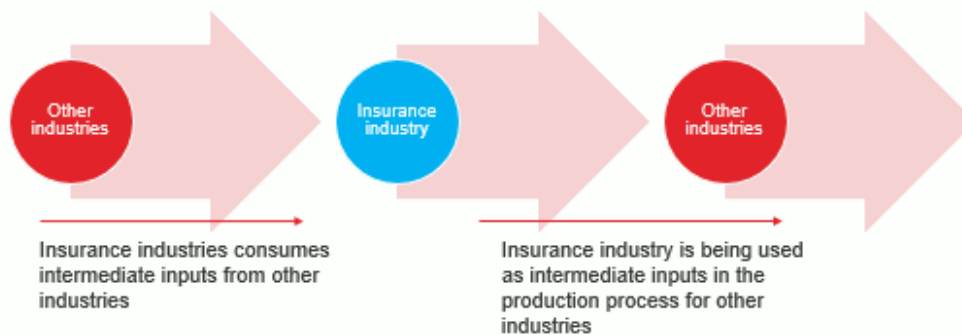 Other
industries
Insurance
industry
Other
industries
Insurance industries consumes
intermediate inputs from other
industries
Insurance industry is being used
as intermediate inputs in the
production process for other
industries